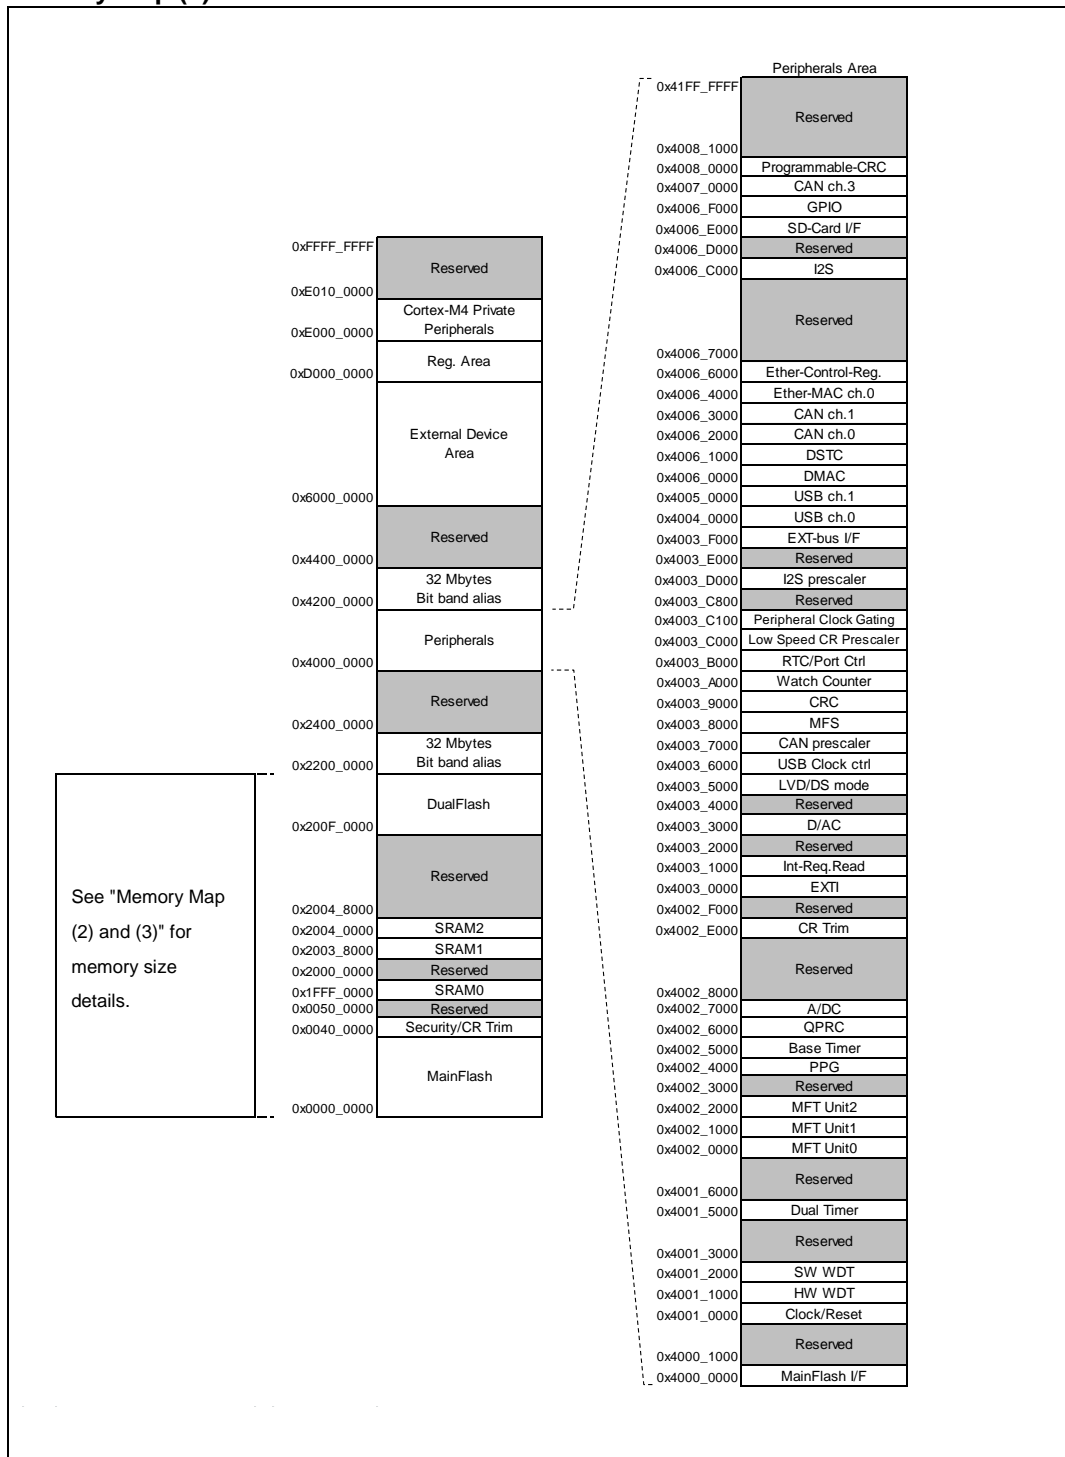 Peripherals Area
0x41FF_FFFF
Reserved
0x4008_1000
0x4008_0000 Programmable-CRC
0x4007_0000 CAN ch.3
0x4006_F000 GPIO
0x4006_E000 SD-Card I/F
0x4006_D000 Reserved
0x4006_C000 I2S
Reserved
0x4006_7000
0x4006_6000 Ether-Control-Reg.
0x4006_4000 Ether-MAC ch.0
0x4006_3000 CAN ch.1
0x4006_2000 CAN ch.0
0x4006_1000 DSTC
0x4006_0000 DMAC
0x4005_0000 USB ch.1
0x4004_0000 USB ch.0
0x4003_F000 EXT-bus I/F
0x4003_E000 Reserved
0x4003_D000 I2S prescaler
0x4003_C800 Reserved
0x4003_C100 Peripheral Clock Gating
0x4003_C000 Low Speed CR Prescaler
0x4003_B000 RTC/Port Ctrl
0x4003_A000 Watch Counter
0x4003_9000 CRC
0x4003_8000 MFS
0x4003_7000 CAN prescaler
0x4003_6000 USB Clock ctrl
0x4003_5000 LVD/DS mode
0x4003_4000 Reserved
0x4003_3000 D/AC
0x4003_2000 Reserved
0x4003_1000 Int-Req.Read
0x4003_0000 EXTI
0x4002_F000 Reserved
0x4002_E000 CR Trim
Reserved
0x4002_8000
0x4002_7000 A/DC
0x4002_6000 QPRC
0x4002_5000 Base Timer
0x4002_4000 PPG
0x4002_3000 Reserved
0x4002_2000 MFT Unit2
0x4002_1000 MFT Unit1
0x4002_0000 MFT Unit0
Reserved
0x4001_6000
0x4001_5000 Dual Timer
Reserved
0x4001_3000
0x4001_2000 SW WDT
0x4001_1000 HW WDT
0x4001_0000 Clock/Reset
Reserved
0x4000_1000
0x4000_0000 MainFlash I/F
0xFFFF_FFFF
Reserved
0xE010_0000
Cortex-M4 Private
Peripherals
0xE000_0000
Reg. Area
0xD000_0000
External Device
Area
0x6000_0000
Reserved
0x4400_0000
32 Mbytes
Bit band alias
0x4200_0000
Peripherals
0x4000_0000
Reserved
0x2400_0000
32 Mbytes
Bit band alias
0x2200_0000
DualFlash
0x200F_0000
Reserved
0x2004_8000
0x2004_0000 SRAM2
0x2003_8000 SRAM1
0x2000_0000 Reserved
0x1FFF_0000 SRAM0
0x0050_0000 Reserved
0x0040_0000 Security/CR Trim
MainFlash
0x0000_0000
See "Memory Map
(2) and (3)" for
memory size
details.